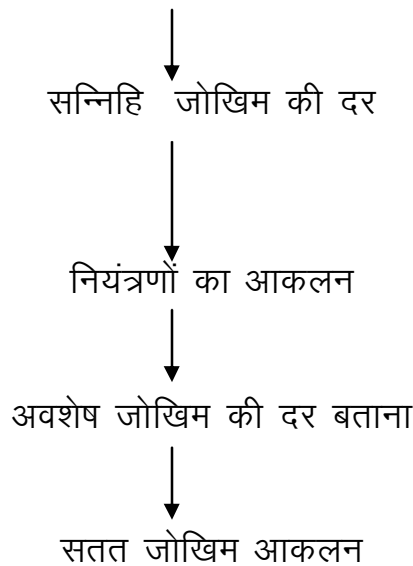 सन्निहि जोखिम की दर
नियंत्रणों का आकलन
अवशेष जोखिम की दर बताना
सतत जोखिम आकलन